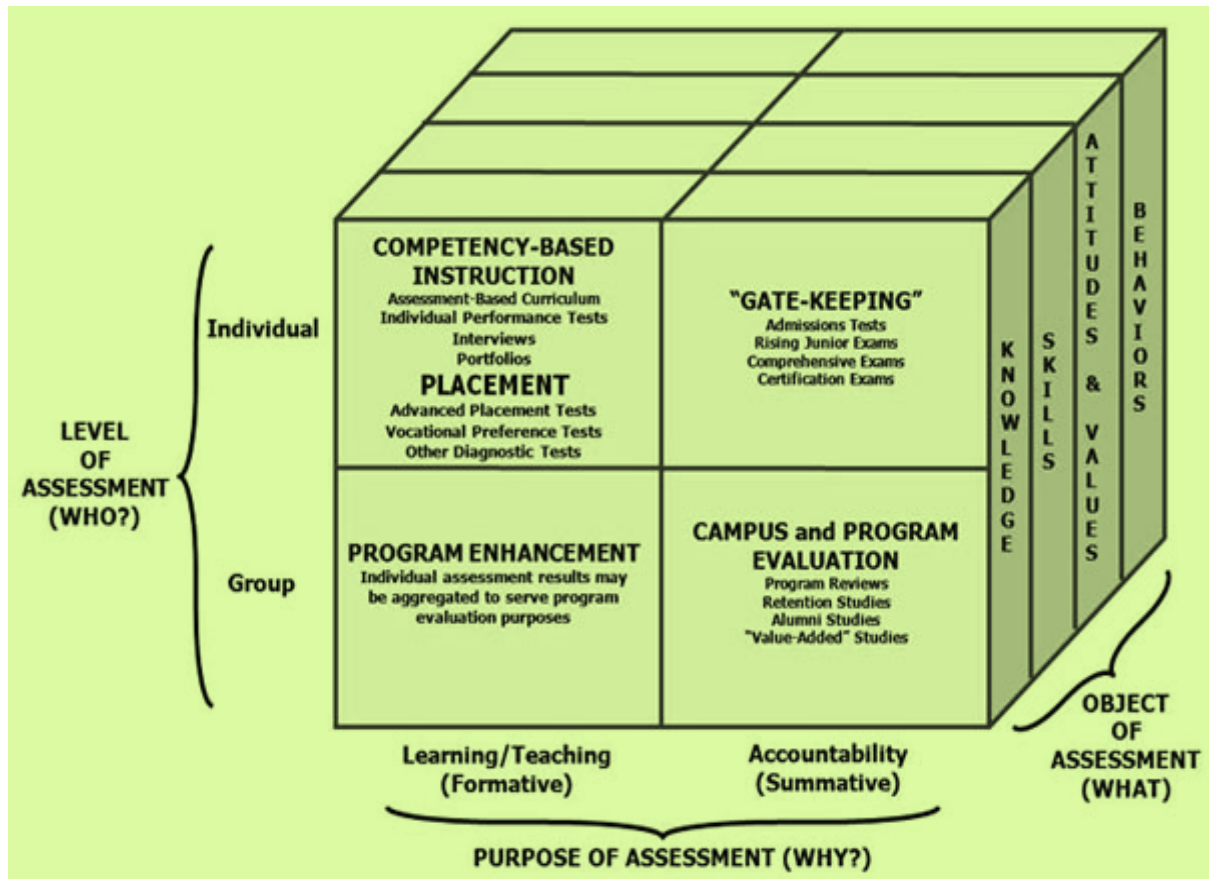 COMPETENCY-BASED
INSTRUCTION
Assessment-Based Curriculum
Individual Performance Tests
Interviews
Portfolios
PLACEMENT
Advanced Placement Tests
Vocational Preference Tests
Other Diagnostic Tests
"GATE-KEEPING"
Admissions Tests
Rising Junior Exams
Comprehensive Exams
Certification Exams
Individual
LEVEL
OF
ASSESSMENT
(WHO?)
Group
PROGRAM ENHANCEMENT
Individual assessment results may
be aggregated to serve program
evaluation purposes
CAMPUS and PROGRAM
EVALUATION
Program Reviews
Retention Studies
Alumni Studies
"Value-Added" Studies
KNOWLEDGE
SKILLS
ATTITUDES & VALUES
BEHAVIORS
OBJECT
OF
ASSESSMENT
(WHAT)
Learning/Teaching
(Formative)
Accountability
(Summative)
PURPOSE OF ASSESSMENT (WHY?)